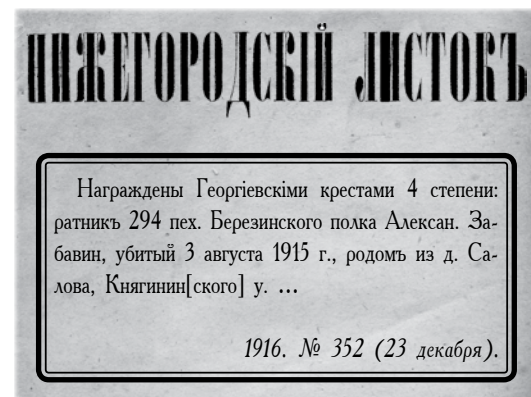 НИЖЕГОРОДСКІЙ ЛИСТОКЪ
Награждены Георгіевскіми крестами 4 степени:
ратникъ 294 пех. Березинского полка Алексан. За-
бавин, убитый 3 августа 1915 г., родомъ из д. Са-
лова, Княгинин[ского] у. ...
1916. № 352 (23 декабря).